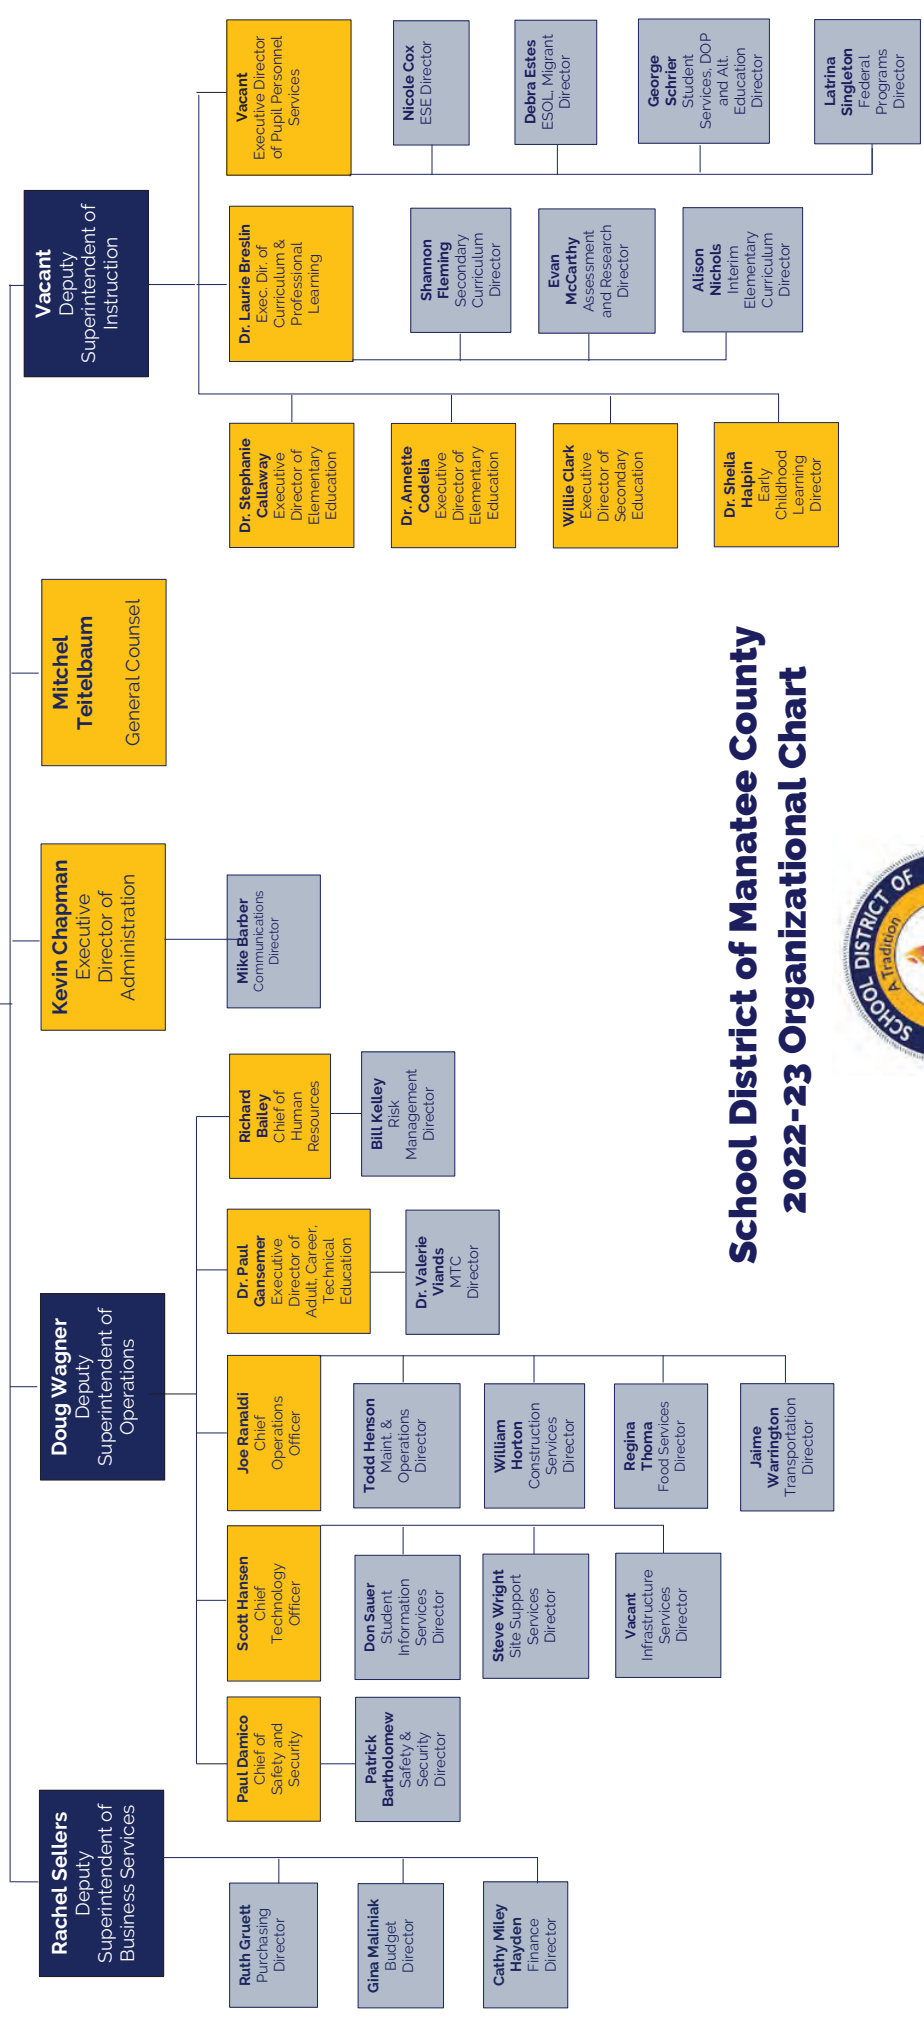 Rachel Sellers
Deputy
Superintendent of
Business Services
Ruth Gruett
Purchasing
Director
Gina Maliniak
Budget
Director
Cathy Miley
Hayden
Finance
Director
Doug Wagner
Deputy
Superintendent of
Operations
Paul Damico
Chief of
Safety and
Security
Patrick
Bartholomew
Safety &
Security
Director
Scott Hansen
Chief
Technology
Officer
Don Sauer
Student
Information
Services
Director
Steve Wright
Site Support
Services
Director
Vacant
Infrastructure
Services
Director
Joe Ranaldi
Chief
Operations
Officer
Todd Henson
Maint. &
Operations
Director
William
Horton
Construction
Services
Director
Regina
Thoma
Food Services
Director
Jaime
Warrington
Transportation
Director
Dr. Paul
Gansemer
Executive
Director of
Adult, Career,
Technical
Education
Dr. Valerie
Viands
MTC
Director
Richard
Bailey
Chief of
Human
Resources
Bill Kelley
Risk
Management
Director
Kevin Chapman
Executive
Director of
Administration
Mike Barber
Communications
Director
Mitchel
Teitelbaum
General Counsel
Vacant
Deputy
Superintendent of
Instruction
Dr. Stephanie
Callaway
Executive
Director of
Elementary
Education
Dr. Annette
Codelia
Executive
Director of
Elementary
Education
Willie Clark
Executive
Director of
Secondary
Education
Dr. Sheila
Halpin
Early
Childhood
Learning
Director
Dr. Laurie Breslin
Exec. Dir. of
Curriculum &
Professional
Learning
Shannon
Fleming
Secondary
Curriculum
Director
Evan
McCarthy
Assessment
and Research
Director
Alison
Nichols
Interim
Elementary
Curriculum
Director
Vacant
Executive Director
of Pupil Personnel
Services
Nicole Cox
ESE Director
Debra Estes
ESOL, Migrant
Director
George
Schrier
Student
Services, DOP
and Alt.
Education
Director
Latrina
Singleton
Federal
Programs
Director
School District of Manatee County
2022-23 Organizational Chart
SCHOOL DISTRICT OF
A Tradition